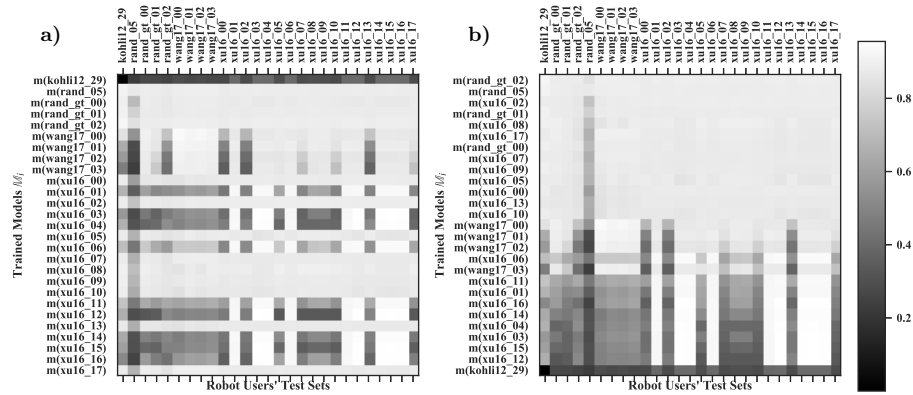 a)
kohli12_29
rand_05
rand_gt_00
rand_gt_01
rand_gt_02
wang17_00
wang17_01
wang17_02
wang17_03
xu16_00
xu16_01
xu16_02
xu16_03
xu16_04
xu16_05
xu16_06
xu16_07
xu16_08
xu16_09
xu16_10
xu16_11
xu16_12
xu16_13
xu16_14
xu16_15
xu16_16
xu16_17
Trained Models ℳi
m(kohli12_29)
m(rand_05)
m(rand_gt_00)
m(rand_gt_01)
m(rand_gt_02)
m(wang17_00)
m(wang17_01)
m(wang17_02)
m(wang17_03)
m(xu16_00)
m(xu16_01)
m(xu16_02)
m(xu16_03)
m(xu16_04)
m(xu16_05)
m(xu16_06)
m(xu16_07)
m(xu16_08)
m(xu16_09)
m(xu16_10)
m(xu16_11)
m(xu16_12)
m(xu16_13)
m(xu16_14)
m(xu16_15)
m(xu16_16)
m(xu16_17)
Robot Users' Test Sets
b)
kohli12_29
rand_gt_00
rand_gt_01
rand_gt_02
rand_05
wang17_00
wang17_01
wang17_02
wang17_03
xu16_00
xu16_01
xu16_02
xu16_03
xu16_04
xu16_05
xu16_06
xu16_07
xu16_08
xu16_09
xu16_10
xu16_11
xu16_12
xu16_13
xu16_14
xu16_15
xu16_16
xu16_17
Trained Models ℳi
m(rand_gt_02)
m(rand_05)
m(xu16_02)
m(rand_gt_01)
m(xu16_08)
m(xu16_17)
m(rand_gt_00)
m(xu16_07)
m(xu16_09)
m(xu16_05)
m(xu16_00)
m(xu16_13)
m(xu16_10)
m(wang17_00)
m(wang17_01)
m(wang17_02)
m(xu16_06)
m(wang17_03)
m(xu16_11)
m(xu16_01)
m(xu16_16)
m(xu16_14)
m(xu16_04)
m(xu16_03)
m(xu16_15)
m(xu16_12)
m(kohli12_29)
Robot Users' Test Sets
0.8
0.6
0.4
0.2